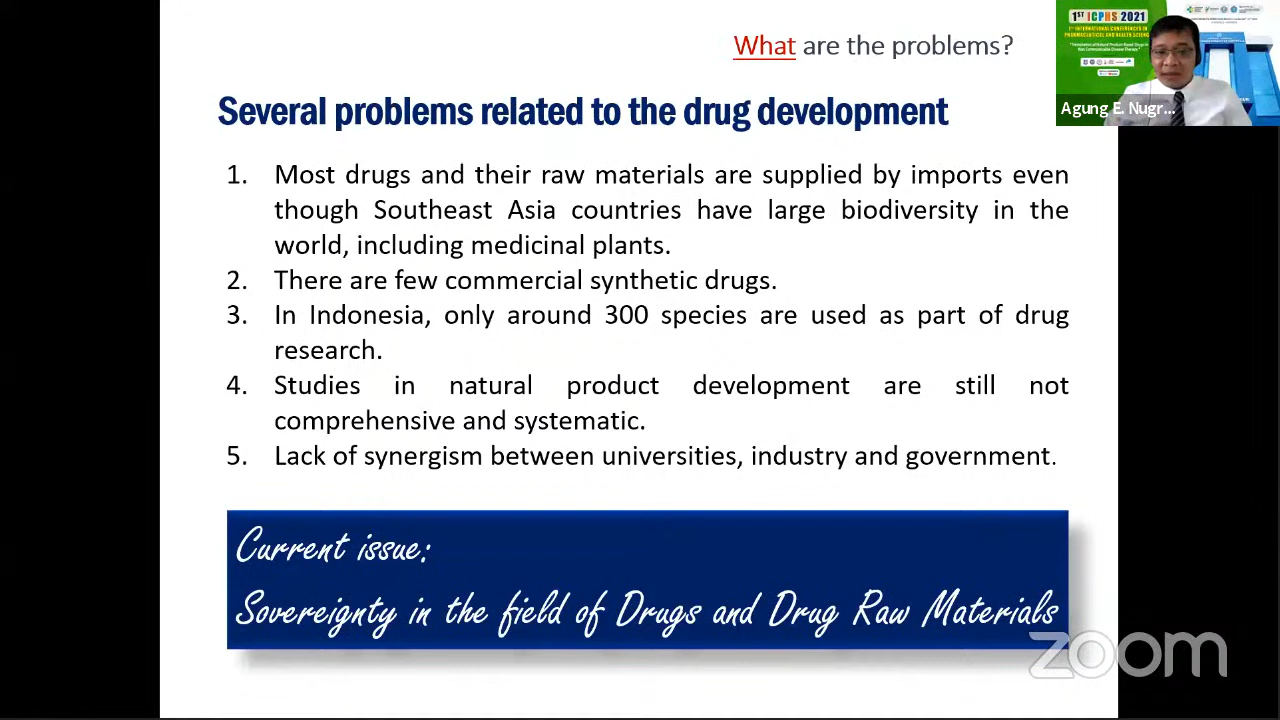 What are the problems?
Several problems related to the drug development
1. Most drugs and their raw materials are supplied by imports even
though Southeast Asia countries have large biodiversity in the
world, including medicinal plants.
2. There are few commercial synthetic drugs.
3. In Indonesia, only around 300 species are used as part of drug
research.
4. Studies in natural product development are still not
comprehensive and systematic.
5. Lack of synergism between universities, industry and government.
Current issue:
Sovereignty in the field of Drugs and Drug Raw Materials
1ST ICPHS 2021
Agung E. Nugr...
zoom